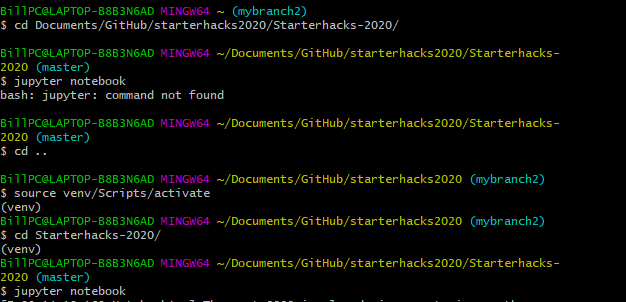 BillPC@LAPTOP-B8B3N6AD MINGW64 ~ (mybranch2)
$ cd Documents/GitHub/starterhacks2020/Starterhacks-2020/
BillPC@LAPTOP-B8B3N6AD MINGW64 ~/Documents/GitHub/starterhacks2020/Starterhacks-
2020 (master)
$ jupyter notebook
bash: jupyter: command not found
BillPC@LAPTOP-B8B3N6AD MINGW64 ~/Documents/GitHub/starterhacks2020/Starterhacks-
2020 (master)
$ cd ..
BillPC@LAPTOP-B8B3N6AD MINGW64 ~/Documents/GitHub/starterhacks2020 (mybranch2)
$ source venv/Scripts/activate
(venv)
BillPC@LAPTOP-B8B3N6AD MINGW64 ~/Documents/GitHub/starterhacks2020 (mybranch2)
$ cd Starterhacks-2020/
(venv)
BillPC@LAPTOP-B8B3N6AD MINGW64 ~/Documents/GitHub/starterhacks2020/Starterhacks-
2020 (master)
$ jupyter notebook